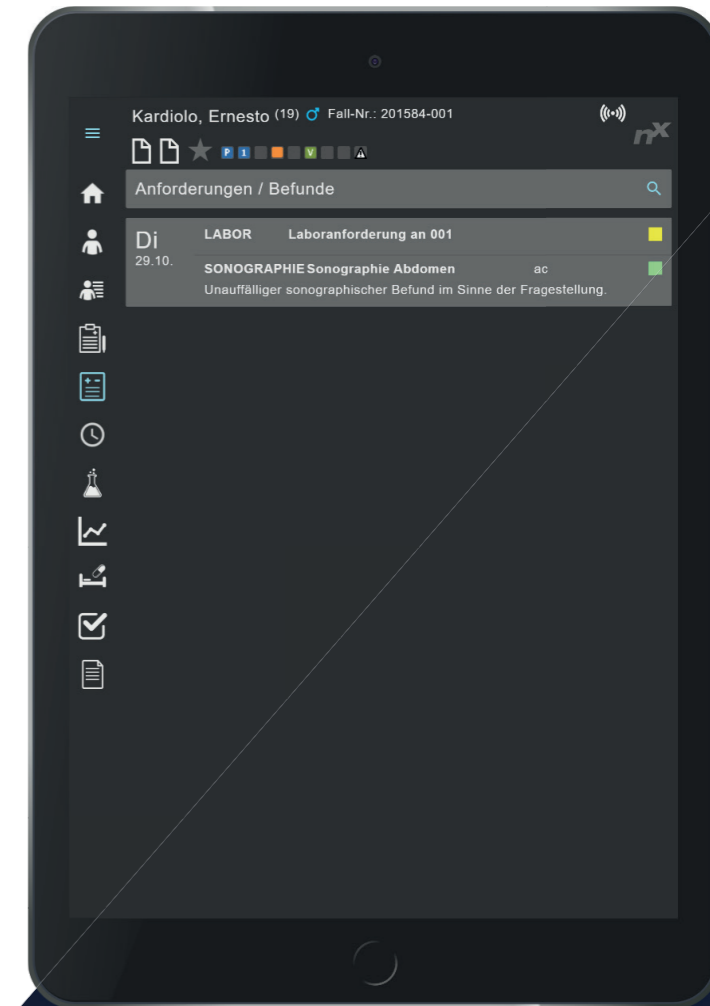 Kardiolo, Ernesto (19) ♂ Fall-Nr.: 201584-001
nx
P 1 V
Anforderungen / Befunde
Di
29.10.
LABOR Laboranforderung an 001
SONOGRAPHIE Sonographie Abdomen ac
Unauffälliger sonographischer Befund im Sinne der Fragestellung.